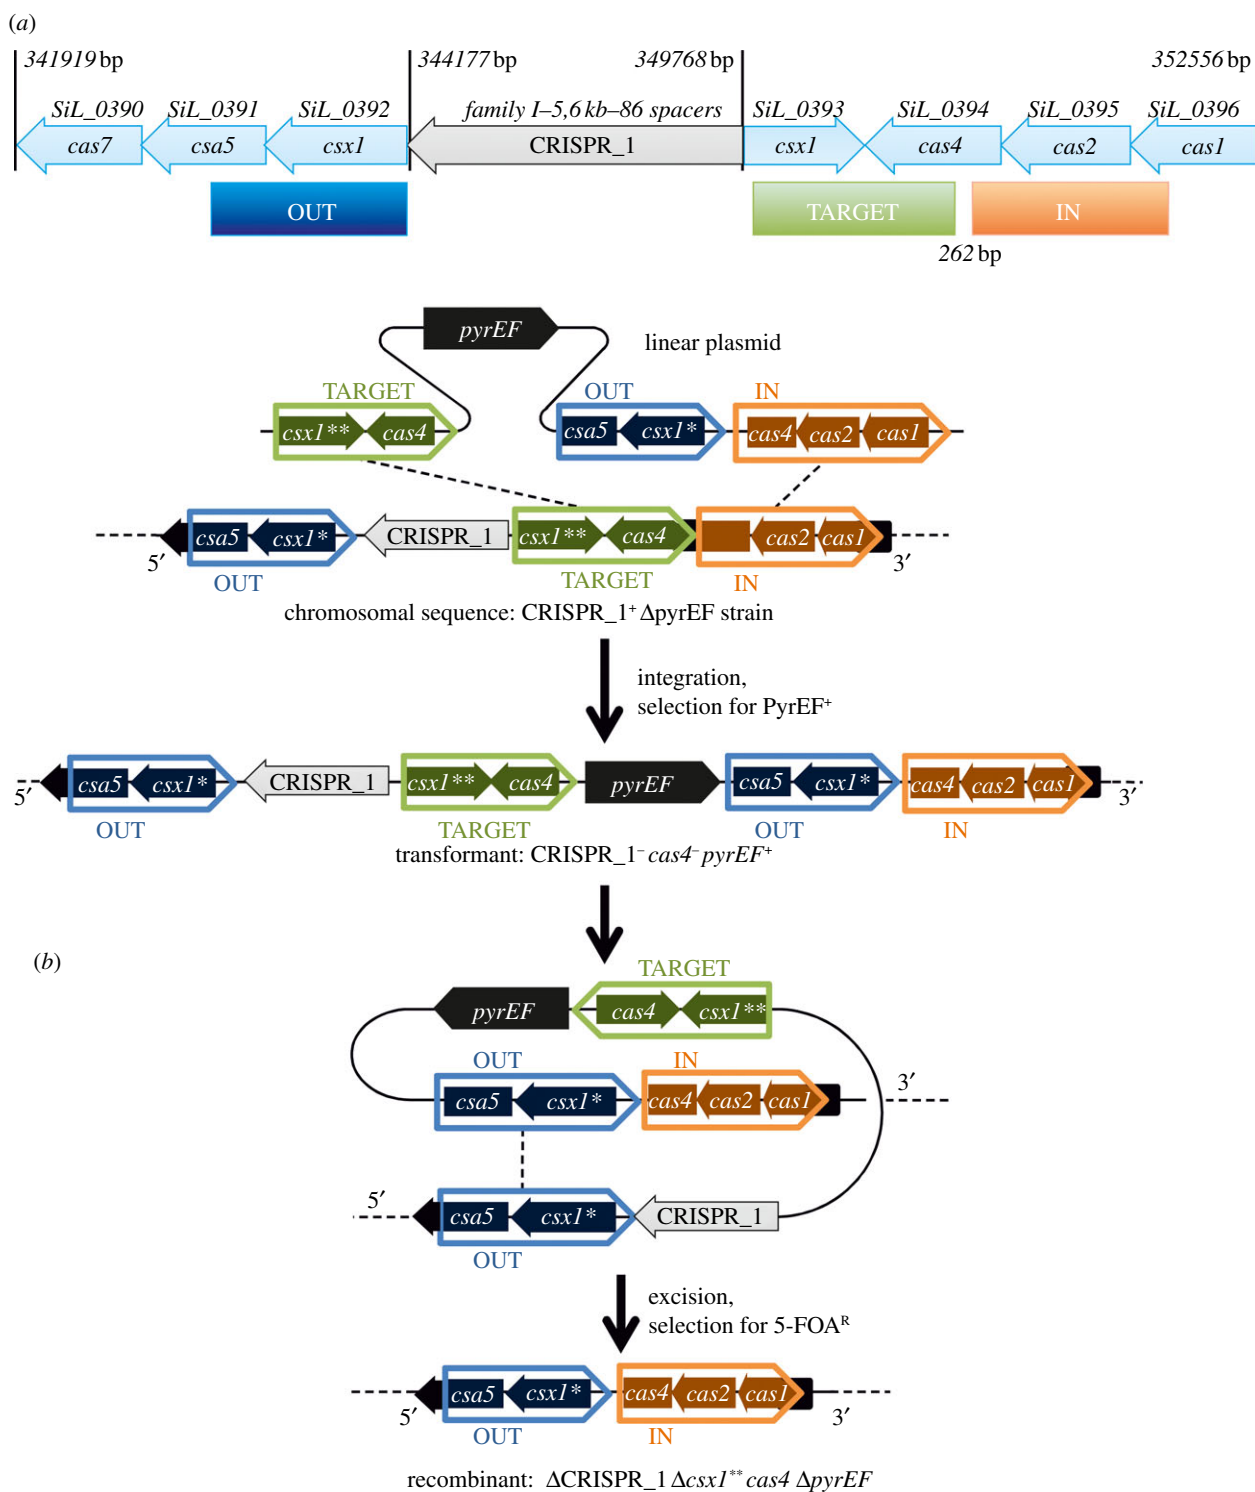 (a)
341919 bp 344177 bp 349768 bp 352556 bp
SiL_0390 SiL_0391 SiL_0392 family I–5,6 kb–86 spacers SiL_0393 SiL_0394 SiL_0395 SiL_0396
cas7 csa5 csx1 CRISPR_1 csx1 cas4 cas2 cas1
OUT TARGET IN
262 bp
pyrEF
linear plasmid
TARGET OUT IN
csx1** cas4 csa5 csx1* cas4 cas2 cas1
csa5 csx1* CRISPR_1 csx1** cas4 cas2 cas1
5′ 3′
OUT TARGET IN
chromosomal sequence: CRISPR_1⁺ ΔpyrEF strain
integration,
selection for PyrEF⁺
csa5 csx1* CRISPR_1 csx1** cas4 pyrEF csa5 csx1* cas4 cas2 cas1
5′ 3′
OUT TARGET OUT IN
transformant: CRISPR_1⁻ cas4⁻ pyrEF⁺
(b)
TARGET
pyrEF cas4 csx1**
OUT IN
csa5 csx1* cas4 cas2 cas1 3′
5′
csa5 csx1* CRISPR_1
OUT
excision,
selection for 5-FOAᴿ
csa5 csx1* cas4 cas2 cas1
5′ 3′
OUT IN
recombinant: ΔCRISPR_1 Δcsx1** cas4 ΔpyrEF